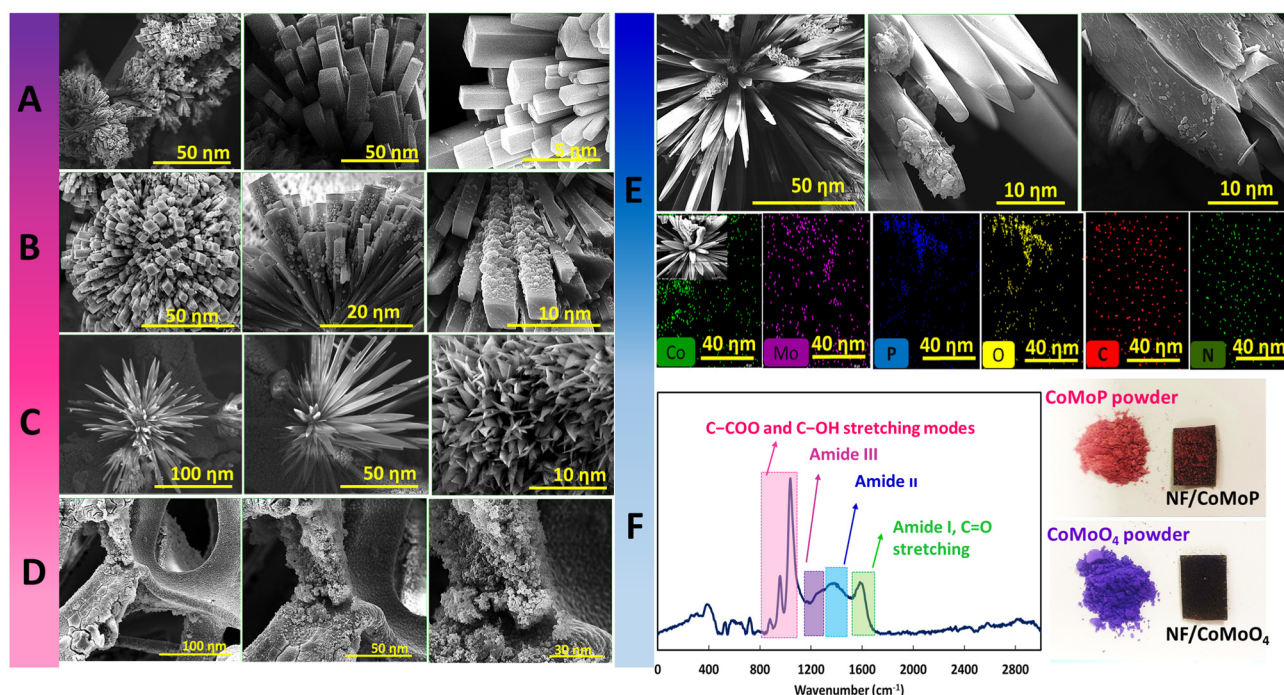 A
50 ηm
50 ηm
5 ηm
B
50 ηm
20 ηm
10 ηm
C
100 ηm
50 ηm
10 ηm
D
100 ηm
50 ηm
30 ηm
E
50 ηm
10 ηm
10 ηm
Co
40 ηm
Mo
40 ηm
P
40 ηm
O
40 ηm
C
40 ηm
N
40 ηm
F
C–COO and C–OH stretching modes
Amide III
Amide II
Amide I, C=O
stretching
0 400 800 1200 1600 2000 2400 2800
Wavenumber (cm⁻¹)
CoMoP powder
NF/CoMoP
CoMoO₄ powder
NF/CoMoO₄